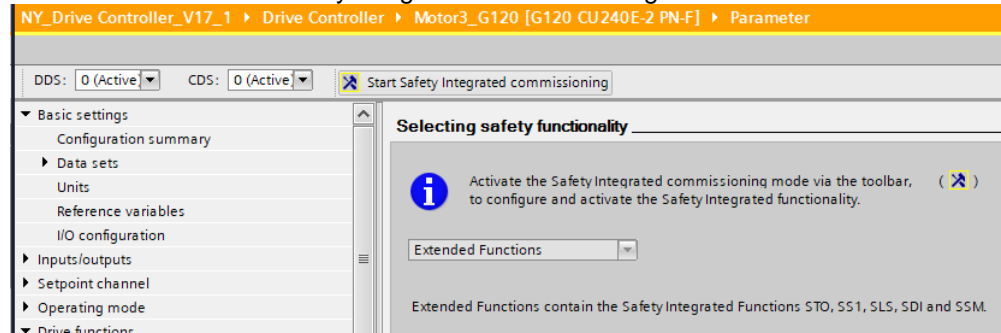 NY_Drive Controller_V17_1 ▸ Drive Controller ▸ Motor3_G120 [G120 CU240E-2 PN-F] ▸ Parameter
DDS: 0 (Active) CDS: 0 (Active) Start Safety Integrated commissioning
Basic settings
Configuration summary
Data sets
Units
Reference variables
I/O configuration
Inputs/outputs
Setpoint channel
Operating mode
Drive functions
Selecting safety functionality
Activate the Safety Integrated commissioning mode via the toolbar, ( )
to configure and activate the Safety Integrated functionality.
Extended Functions
Extended Functions contain the Safety Integrated Functions STO, SS1, SLS, SDI and SSM.